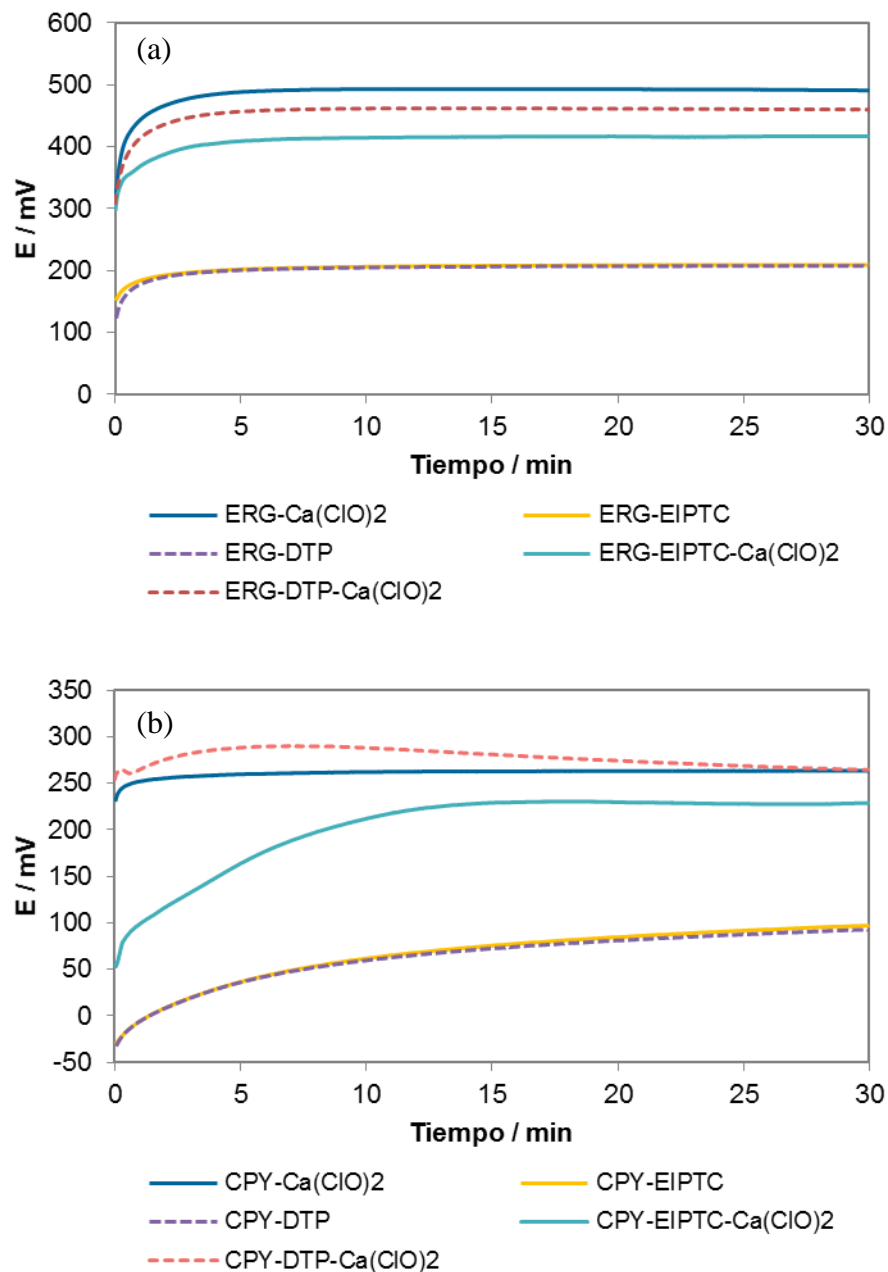 (a)
600
500
400
300
200
100
0
E / mV
0 5 10 15 20 25 30
Tiempo / min
ERG-Ca(ClO)2 ERG-EIPTC
ERG-DTP ERG-EIPTC-Ca(ClO)2
ERG-DTP-Ca(ClO)2
(b)
350
300
250
200
150
100
50
0
-50
E / mV
0 5 10 15 20 25 30
Tiempo / min
CPY-Ca(ClO)2 CPY-EIPTC
CPY-DTP CPY-EIPTC-Ca(ClO)2
CPY-DTP-Ca(ClO)2